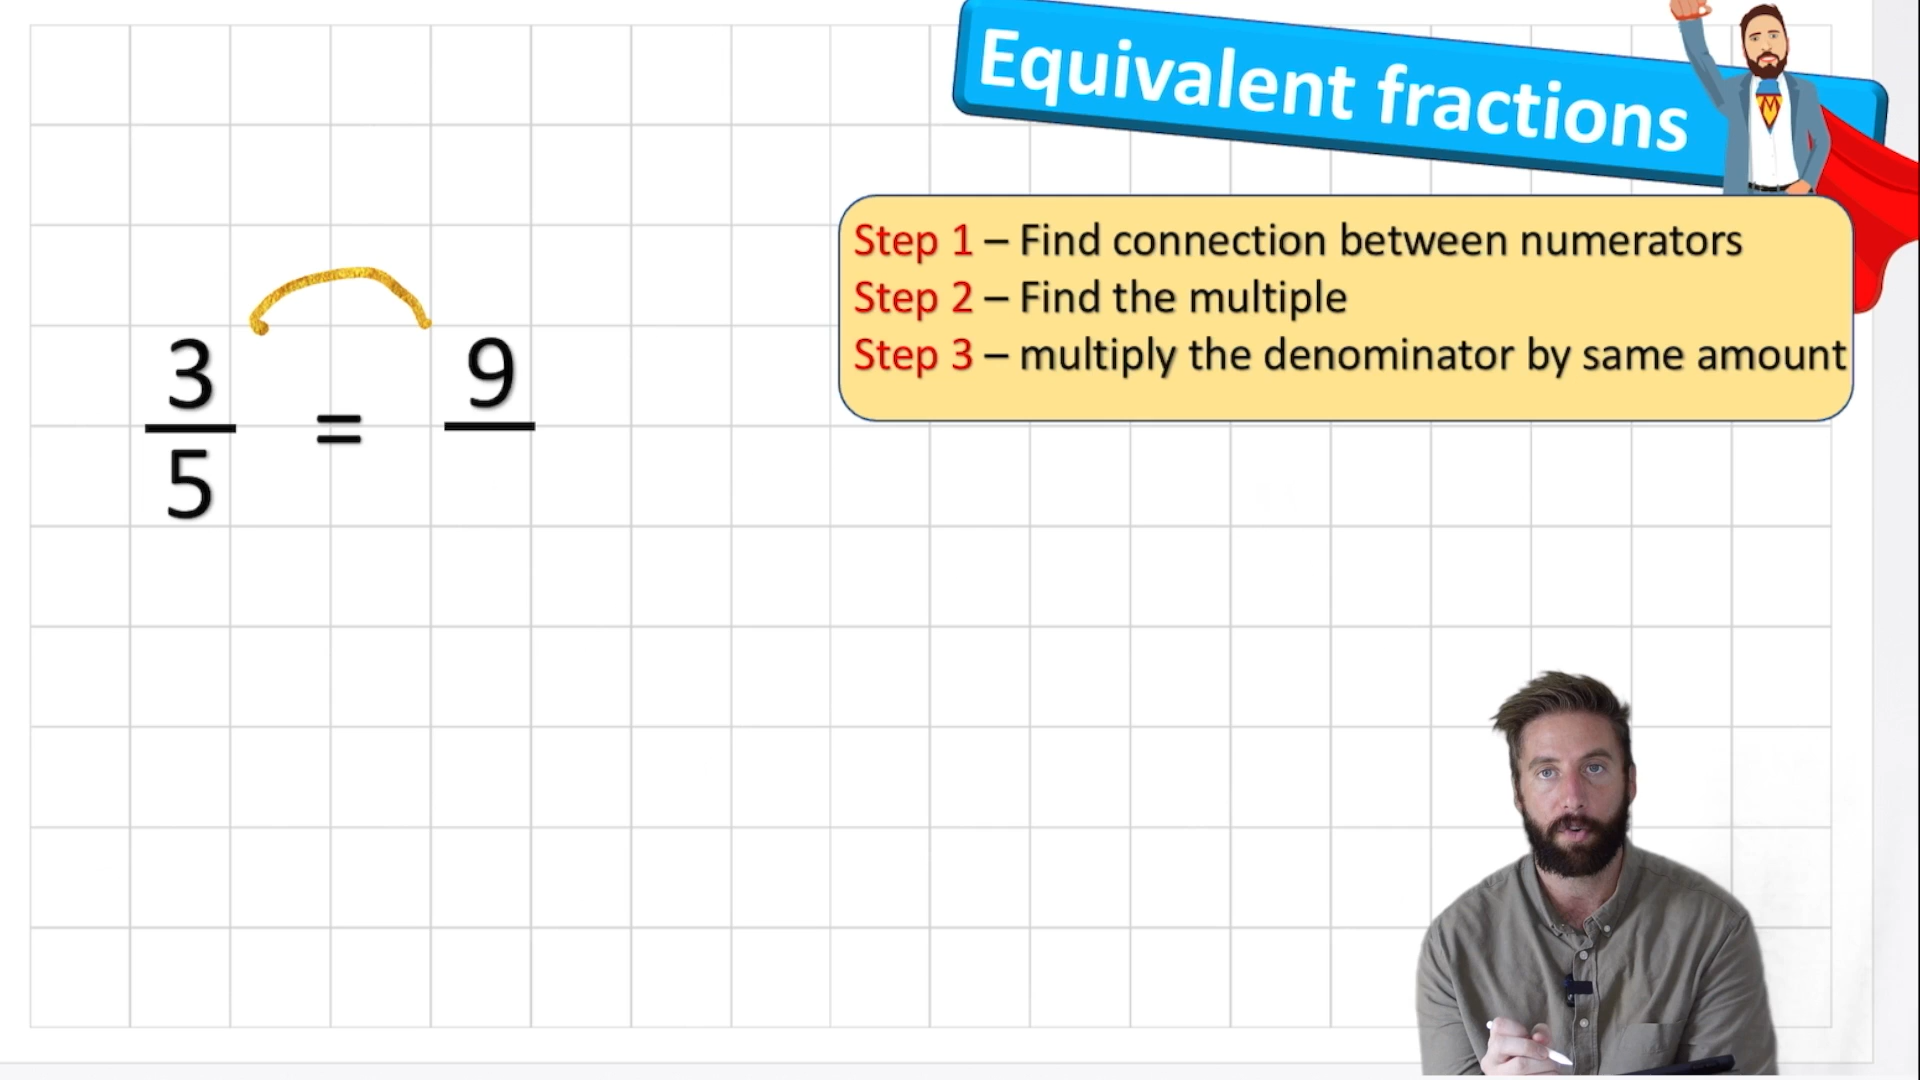 Equivalent fractions
Step 1 – Find connection between numerators
Step 2 – Find the multiple
Step 3 – multiply the denominator by same amount
3 9
=
5
M